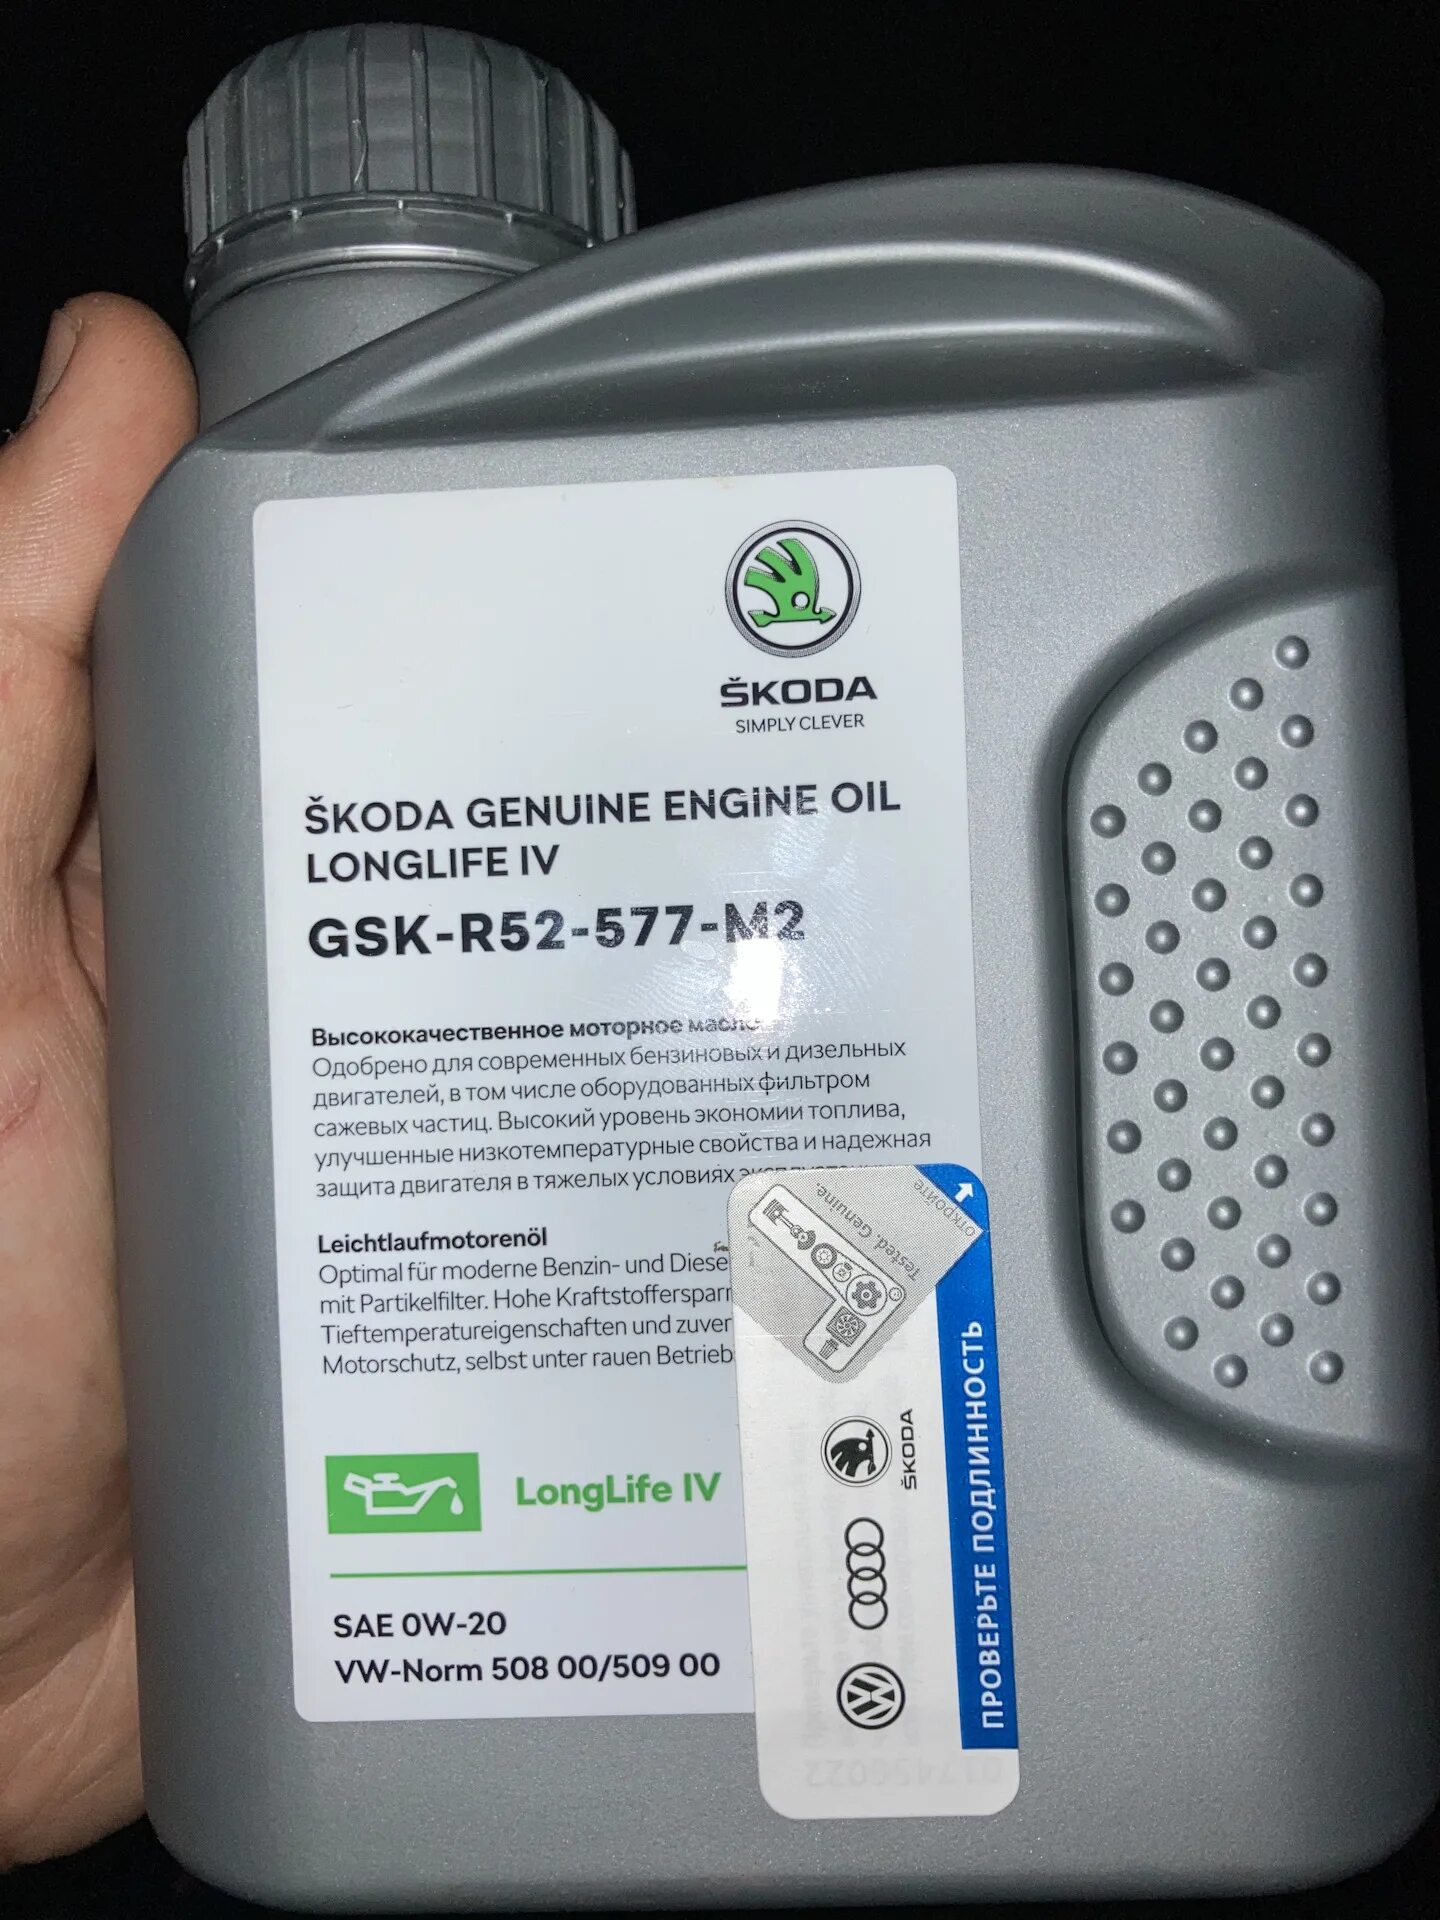 ŠKODA
SIMPLY CLEVER
ŠKODA GENUINE ENGINE OIL
LONGLIFE IV
GSK-R52-577-M2
Высококачественное моторное масло
Одобрено для современных бензиновых и дизельных
двигателей, в том числе оборудованных фильтром
сажевых частиц. Высокий уровень экономии топлива,
улучшенные низкотемпературные свойства и надежная
защита двигателя в тяжелых условиях
Leichtlaufmotorenöl
Optimal für moderne Benzin- und Diese
mit Partikelfilter. Hohe Kraftstoffersparn
Tieftemperatureigenschaften und zuver
Motorschutz, selbst unter rauen Betrieb
LongLife IV
SAE 0W-20
VW-Norm 508 00/509 00
откройте
Tested. Genuine.
ŠKODA
ПРОВЕРЬТЕ ПОДЛИННОСТЬ